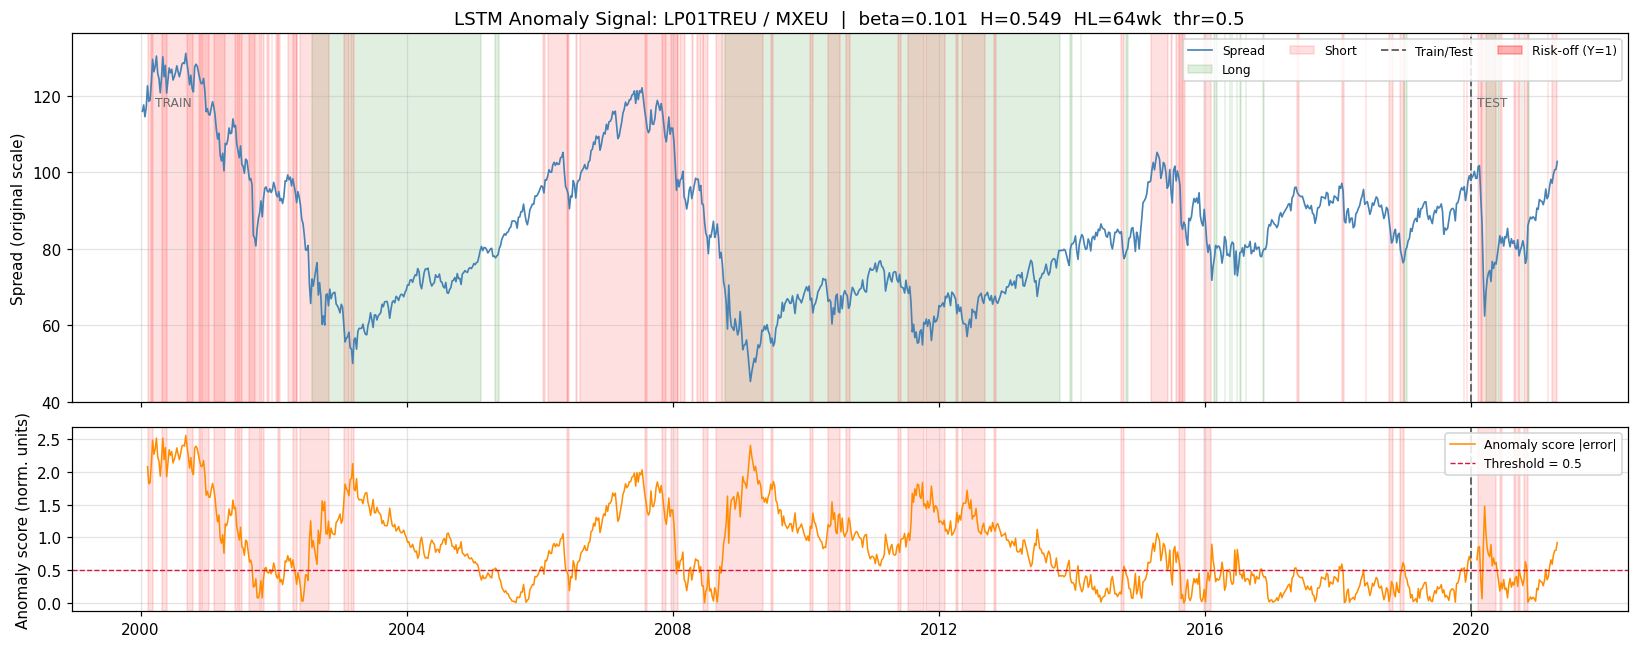 LSTM Anomaly Signal: LP01TREU / MXEU | beta=0.101 H=0.549 HL=64wk thr=0.5
Spread (original scale)
120
100
80
60
40
TRAIN
TEST
Spread
Long
Short
Train/Test
Risk-off (Y=1)
Anomaly score (norm. units)
2.5
2.0
1.5
1.0
0.5
0.0
Anomaly score |error|
Threshold = 0.5
2000 2004 2008 2012 2016 2020